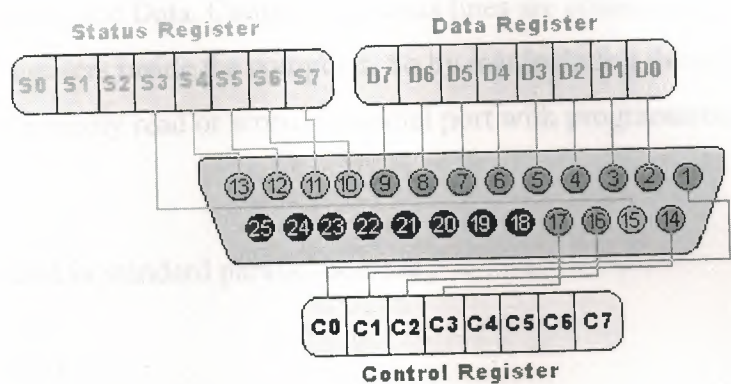 Status Register Data Register
S0 S1 S2 S3 S4 S5 S6 S7 D7 D6 D5 D4 D3 D2 D1 D0
13 12 11 10 9 8 7 6 5 4 3 2 1
25 24 23 22 21 20 19 18 17 16 15 14
C0 C1 C2 C3 C4 C5 C6 C7
Control Register